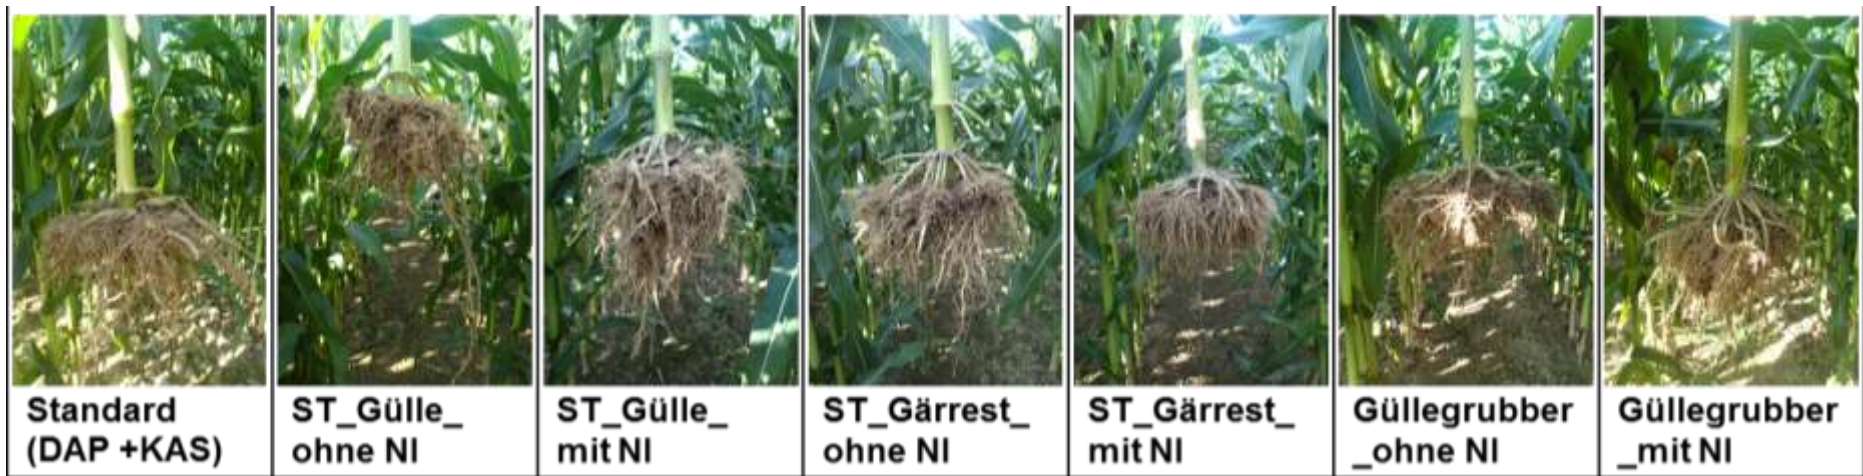 Standard
(DAP +KAS)
ST_Gülle_
ohne NI
ST_Gülle_
mit NI
ST_Gärrest_
ohne NI
ST_Gärrest_
mit NI
Güllegrubber
_ohne NI
Güllegrubber
_mit NI